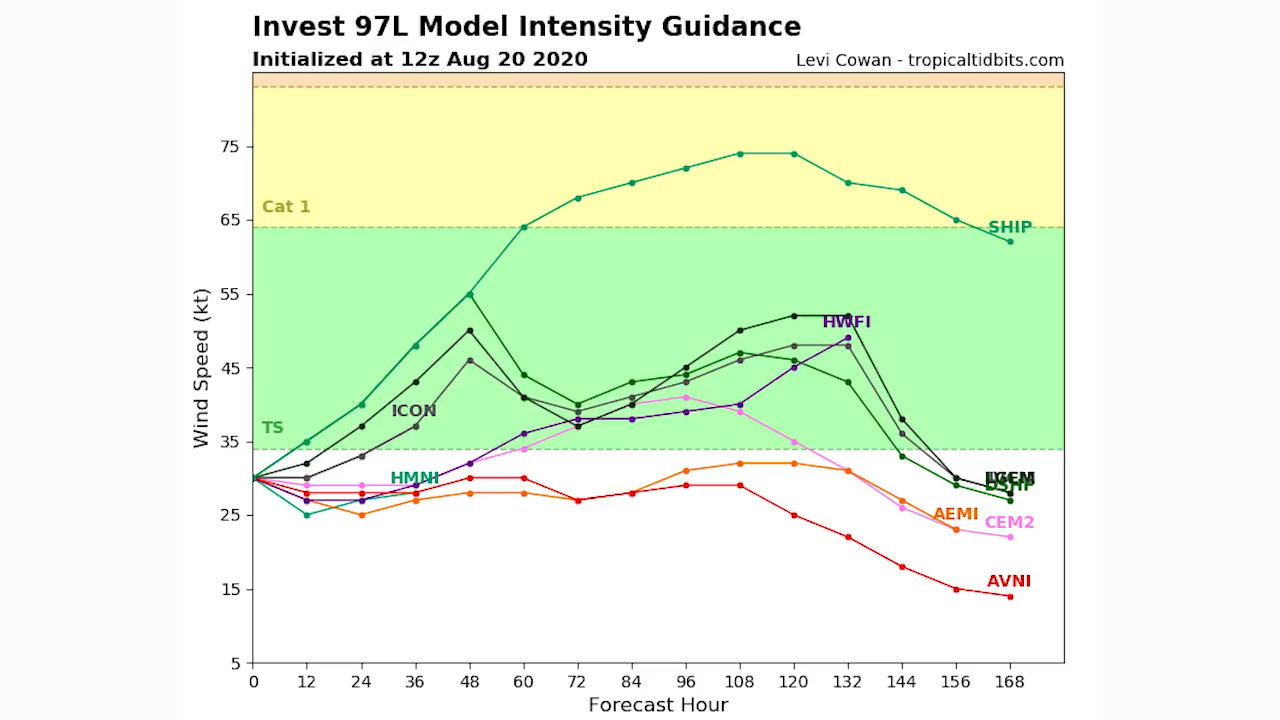 Invest 97L Model Intensity Guidance
Initialized at 12z Aug 20 2020
Levi Cowan - tropicaltidbits.com
75
65
55
45
35
25
15
5
Wind Speed (kt)
Cat 1
TS
SHIP
HWFI
ICON
HMNI
LGEM
DSHP
AEMI
CEM2
AVNI
0 12 24 36 48 60 72 84 96 108 120 132 144 156 168
Forecast Hour